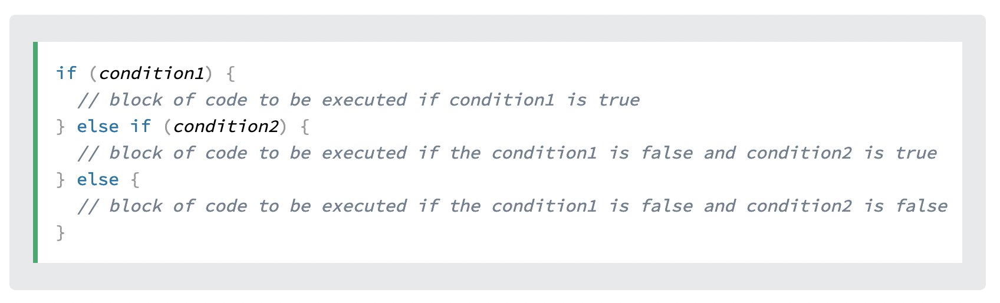 if (condition1) {
  // block of code to be executed if condition1 is true
} else if (condition2) {
  // block of code to be executed if the condition1 is false and condition2 is true
} else {
  // block of code to be executed if the condition1 is false and condition2 is false
}